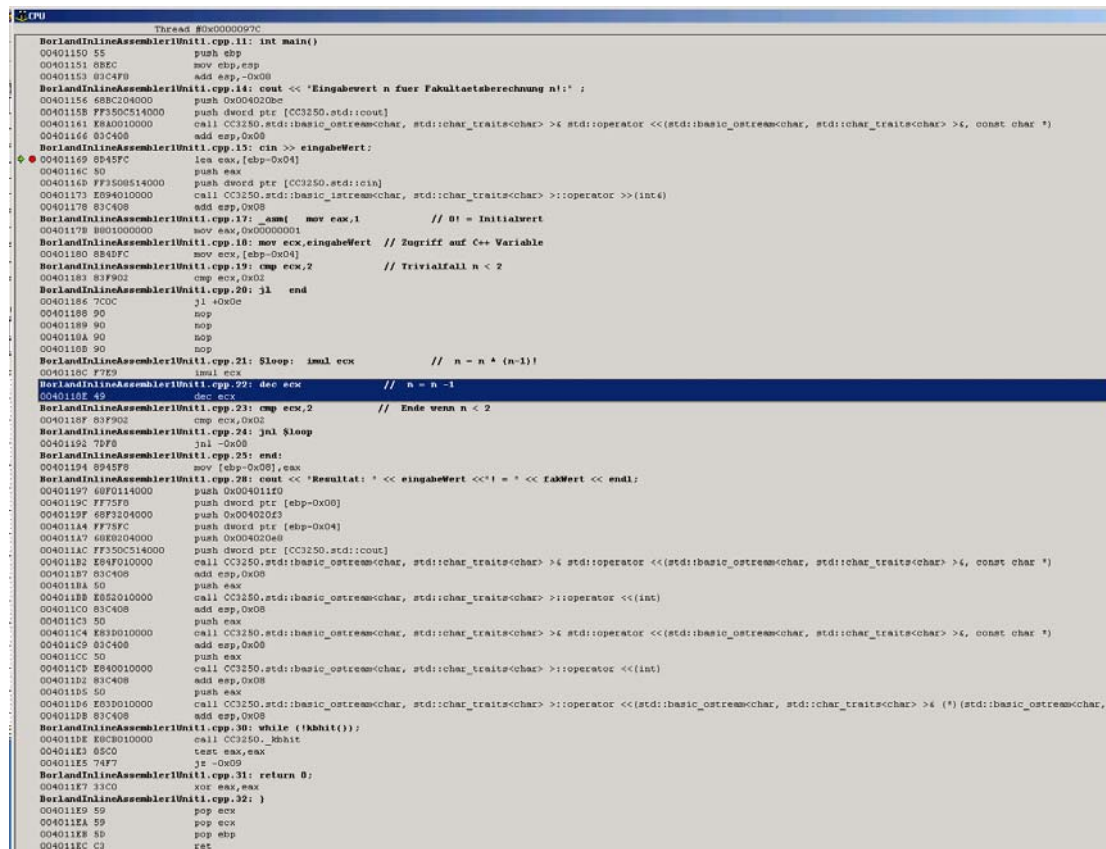 CPU
Thread #0x0000097C
BorlandInlineAssembler1Unit1.cpp.11: int main()
00401150 55 push ebp
00401151 8BEC mov ebp,esp
00401153 83C4F8 add esp,-0x08
BorlandInlineAssembler1Unit1.cpp.14: cout << "Eingabewert n fuer Fakultaetsberechnung n!:" ;
00401156 68BC204000 push 0x004020bc
0040115B FF350C514000 push dword ptr [CC3250.std::cout]
00401161 E8A0010000 call CC3250.std::basic_ostream<char, std::char_traits<char> >& std::operator <<(std::basic_ostream<char, std::char_traits<char> >&, const char *)
00401166 83C408 add esp,0x08
BorlandInlineAssembler1Unit1.cpp.15: cin >> eingabeWert;
00401169 8D45FC lea eax,[ebp-0x04]
0040116C 50 push eax
0040116D FF3508514000 push dword ptr [CC3250.std::cin]
00401173 E894010000 call CC3250.std::basic_istream<char, std::char_traits<char> >::operator >>(int&)
00401178 83C408 add esp,0x08
BorlandInlineAssembler1Unit1.cpp.17: _asm{ mov eax,1 // 0! = Initialwert
0040117B B801000000 mov eax,0x00000001
BorlandInlineAssembler1Unit1.cpp.18: mov ecx,eingabeWert // Zugriff auf C++ Variable
00401180 8B4DFC mov ecx,[ebp-0x04]
BorlandInlineAssembler1Unit1.cpp.19: cmp ecx,2 // Trivialfall n < 2
00401183 83F902 cmp ecx,0x02
BorlandInlineAssembler1Unit1.cpp.20: jl end
00401186 7C0C jl +0x0c
00401188 90 nop
00401189 90 nop
0040118A 90 nop
0040118B 90 nop
BorlandInlineAssembler1Unit1.cpp.21: $loop: imul ecx // n = n * (n-1)!
0040118C F7E9 imul ecx
BorlandInlineAssembler1Unit1.cpp.22: dec ecx // n = n -1
0040118E 49 dec ecx
BorlandInlineAssembler1Unit1.cpp.23: cmp ecx,2 // Ende wenn n < 2
0040118F 83F902 cmp ecx,0x02
BorlandInlineAssembler1Unit1.cpp.24: jnl $loop
00401192 7DF8 jnl -0x08
BorlandInlineAssembler1Unit1.cpp.25: end:
00401194 8945F8 mov [ebp-0x08],eax
BorlandInlineAssembler1Unit1.cpp.28: cout << "Resultat: " << eingabeWert <<"! = " << fakWert << endl;
00401197 68F0114000 push 0x004011f0
0040119C FF75F8 push dword ptr [ebp-0x08]
0040119F 68F3204000 push 0x004020f3
004011A4 FF75FC push dword ptr [ebp-0x04]
004011A7 68E8204000 push 0x004020e8
004011AC FF350C514000 push dword ptr [CC3250.std::cout]
004011B2 E84F010000 call CC3250.std::basic_ostream<char, std::char_traits<char> >& std::operator <<(std::basic_ostream<char, std::char_traits<char> >&, const char *)
004011B7 83C408 add esp,0x08
004011BA 50 push eax
004011BB E852010000 call CC3250.std::basic_ostream<char, std::char_traits<char> >::operator <<(int)
004011C0 83C408 add esp,0x08
004011C3 50 push eax
004011C4 E83D010000 call CC3250.std::basic_ostream<char, std::char_traits<char> >& std::operator <<(std::basic_ostream<char, std::char_traits<char> >&, const char *)
004011C9 83C408 add esp,0x08
004011CC 50 push eax
004011CD E840010000 call CC3250.std::basic_ostream<char, std::char_traits<char> >::operator <<(int)
004011D2 83C408 add esp,0x08
004011D5 50 push eax
004011D6 E83D010000 call CC3250.std::basic_ostream<char, std::char_traits<char> >::operator <<(std::basic_ostream<char, std::char_traits<char> >& (*)(std::basic_ostream<char,
004011DB 83C408 add esp,0x08
BorlandInlineAssembler1Unit1.cpp.30: while (!kbhit());
004011DE E8CB010000 call CC3250._kbhit
004011E3 85C0 test eax,eax
004011E5 74F7 jz -0x09
BorlandInlineAssembler1Unit1.cpp.31: return 0;
004011E7 33C0 xor eax,eax
BorlandInlineAssembler1Unit1.cpp.32: }
004011E9 59 pop ecx
004011EA 59 pop ecx
004011EB 5D pop ebp
004011EC C3 ret